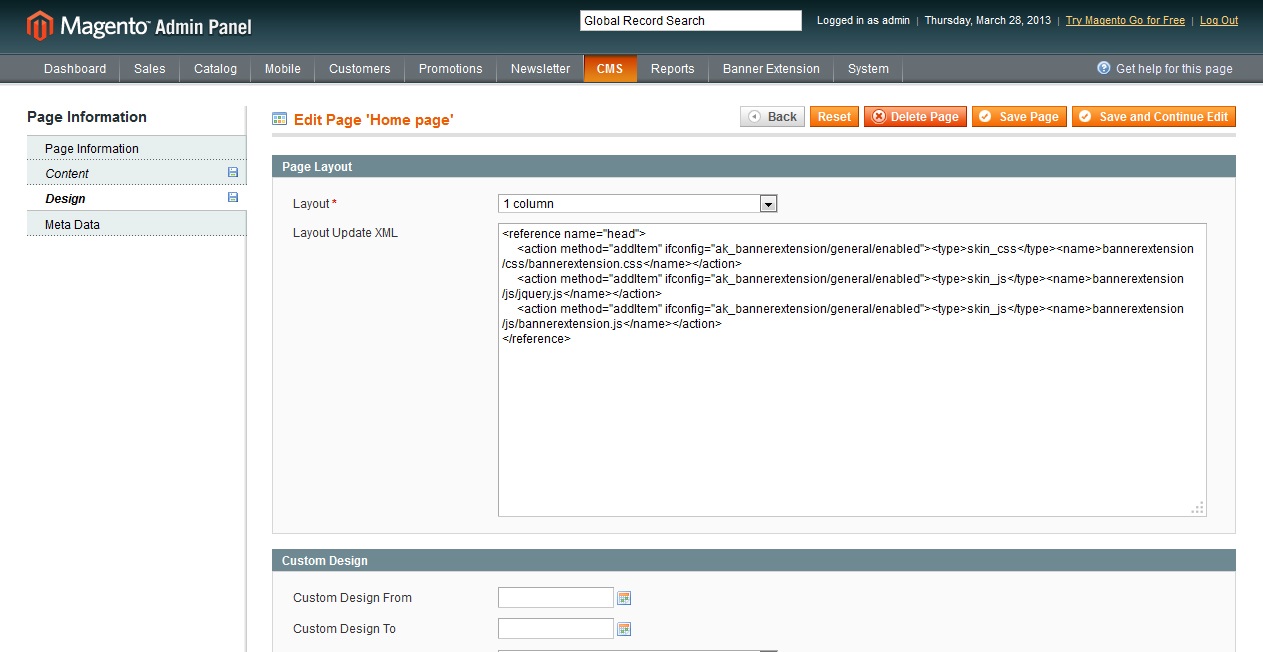 Magento™ Admin Panel
Global Record Search
Logged in as admin | Thursday, March 28, 2013 | Try Magento Go for Free | Log Out
Dashboard Sales Catalog Mobile Customers Promotions Newsletter CMS Reports Banner Extension System Get help for this page
Page Information
Page Information
Content
Design
Meta Data
Edit Page 'Home page'
Back Reset Delete Page Save Page Save and Continue Edit
Page Layout
Layout * 1 column
Layout Update XML
<reference name="head">
<action method="addItem" ifconfig="ak_bannerextension/general/enabled"><type>skin_css</type><name>bannerextension
/css/bannerextension.css</name></action>
<action method="addItem" ifconfig="ak_bannerextension/general/enabled"><type>skin_js</type><name>bannerextension
/js/jquery.js</name></action>
<action method="addItem" ifconfig="ak_bannerextension/general/enabled"><type>skin_js</type><name>bannerextension
/js/bannerextension.js</name></action>
</reference>
Custom Design
Custom Design From
Custom Design To